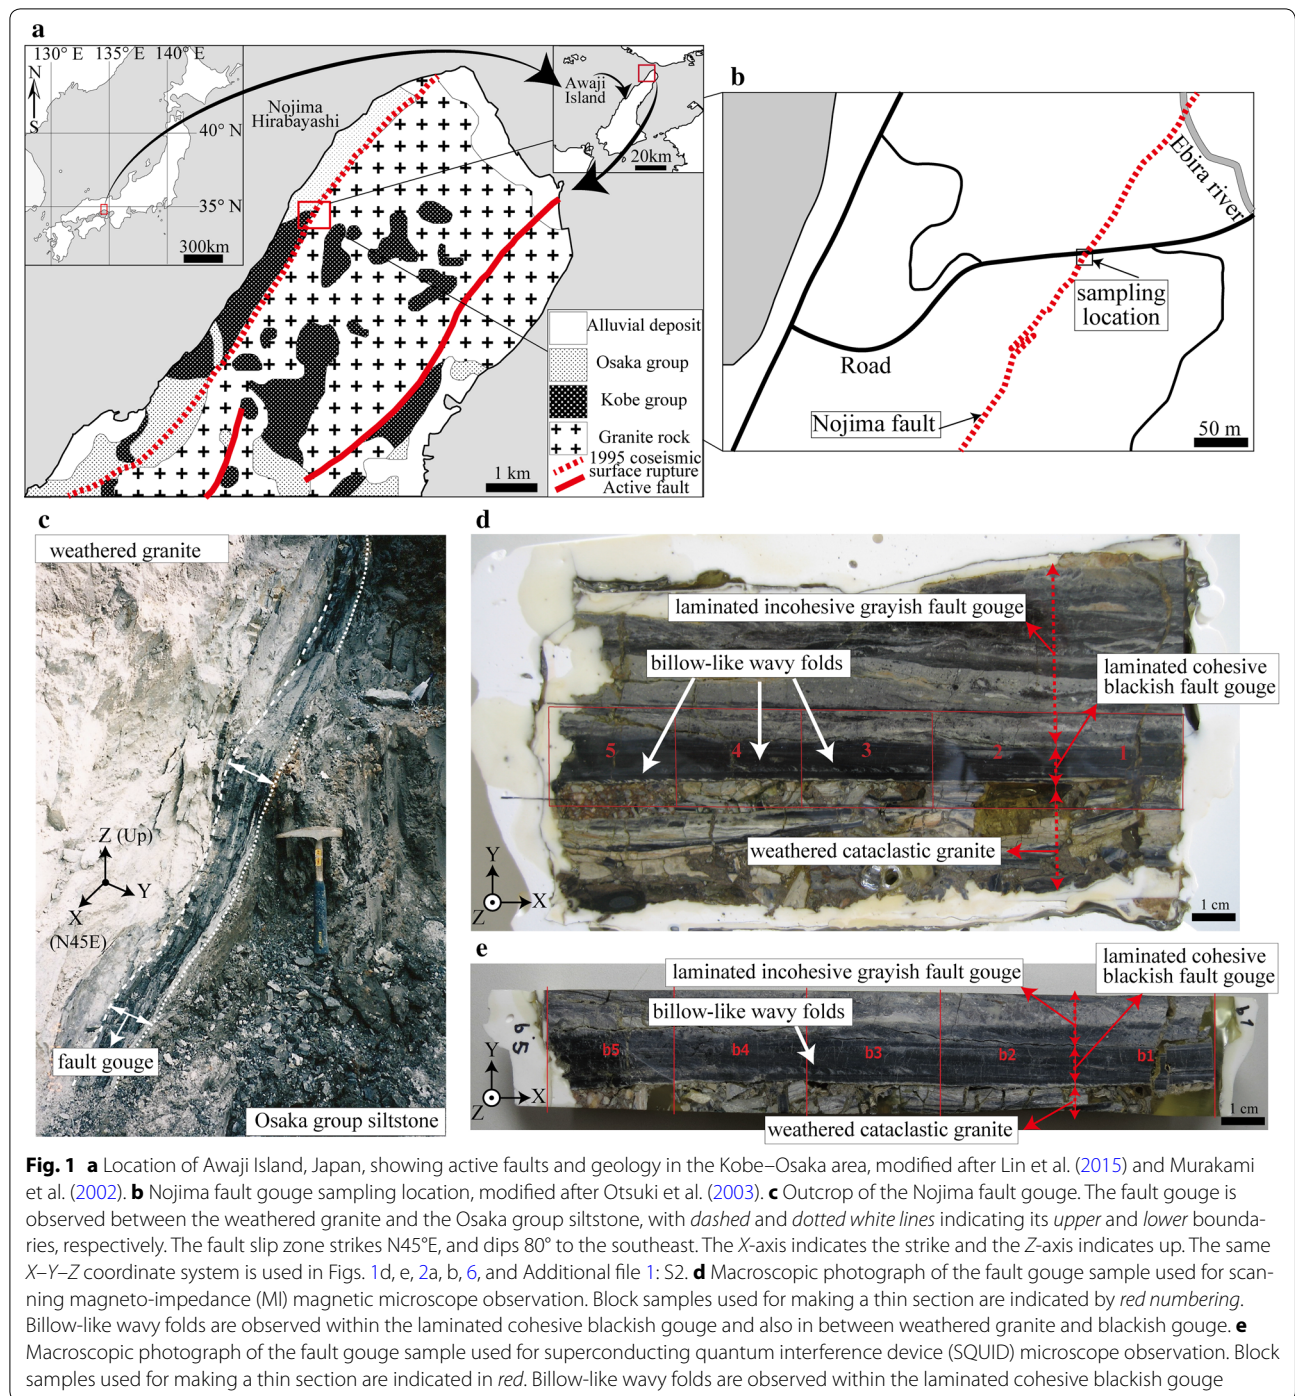 a
130° E 135° E 140° E
N
S
40° N
35° N
300km
Nojima
Hirabayashi
Awaji
Island
20km
Alluvial deposit
Osaka group
Kobe group
Granite rock
1995 coseismic
surface rupture
Active fault
1 km
b
Ebira river
sampling
location
Road
Nojima fault
50 m
c
weathered granite
Z (Up)
Y
X
(N45E)
fault gouge
Osaka group siltstone
d
laminated incohesive grayish fault gouge
billow-like wavy folds
laminated cohesive
blackish fault gouge
5 4 3 2 1
weathered cataclastic granite
Y
Z X
1 cm
e
laminated incohesive grayish fault gouge
laminated cohesive
blackish fault gouge
billow-like wavy folds
b5 b4 b3 b2 b1
b5
b1
Y
Z X
weathered cataclastic granite
1 cm
Fig. 1 a Location of Awaji Island, Japan, showing active faults and geology in the Kobe–Osaka area, modified after Lin et al. (2015) and Murakami
et al. (2002). b Nojima fault gouge sampling location, modified after Otsuki et al. (2003). c Outcrop of the Nojima fault gouge. The fault gouge is
observed between the weathered granite and the Osaka group siltstone, with dashed and dotted white lines indicating its upper and lower bounda-
ries, respectively. The fault slip zone strikes N45°E, and dips 80° to the southeast. The X-axis indicates the strike and the Z-axis indicates up. The same
X–Y–Z coordinate system is used in Figs. 1d, e, 2a, b, 6, and Additional file 1: S2. d Macroscopic photograph of the fault gouge sample used for scan-
ning magneto-impedance (MI) magnetic microscope observation. Block samples used for making a thin section are indicated by red numbering.
Billow-like wavy folds are observed within the laminated cohesive blackish gouge and also in between weathered granite and blackish gouge. e
Macroscopic photograph of the fault gouge sample used for superconducting quantum interference device (SQUID) microscope observation. Block
samples used for making a thin section are indicated in red. Billow-like wavy folds are observed within the laminated cohesive blackish gouge